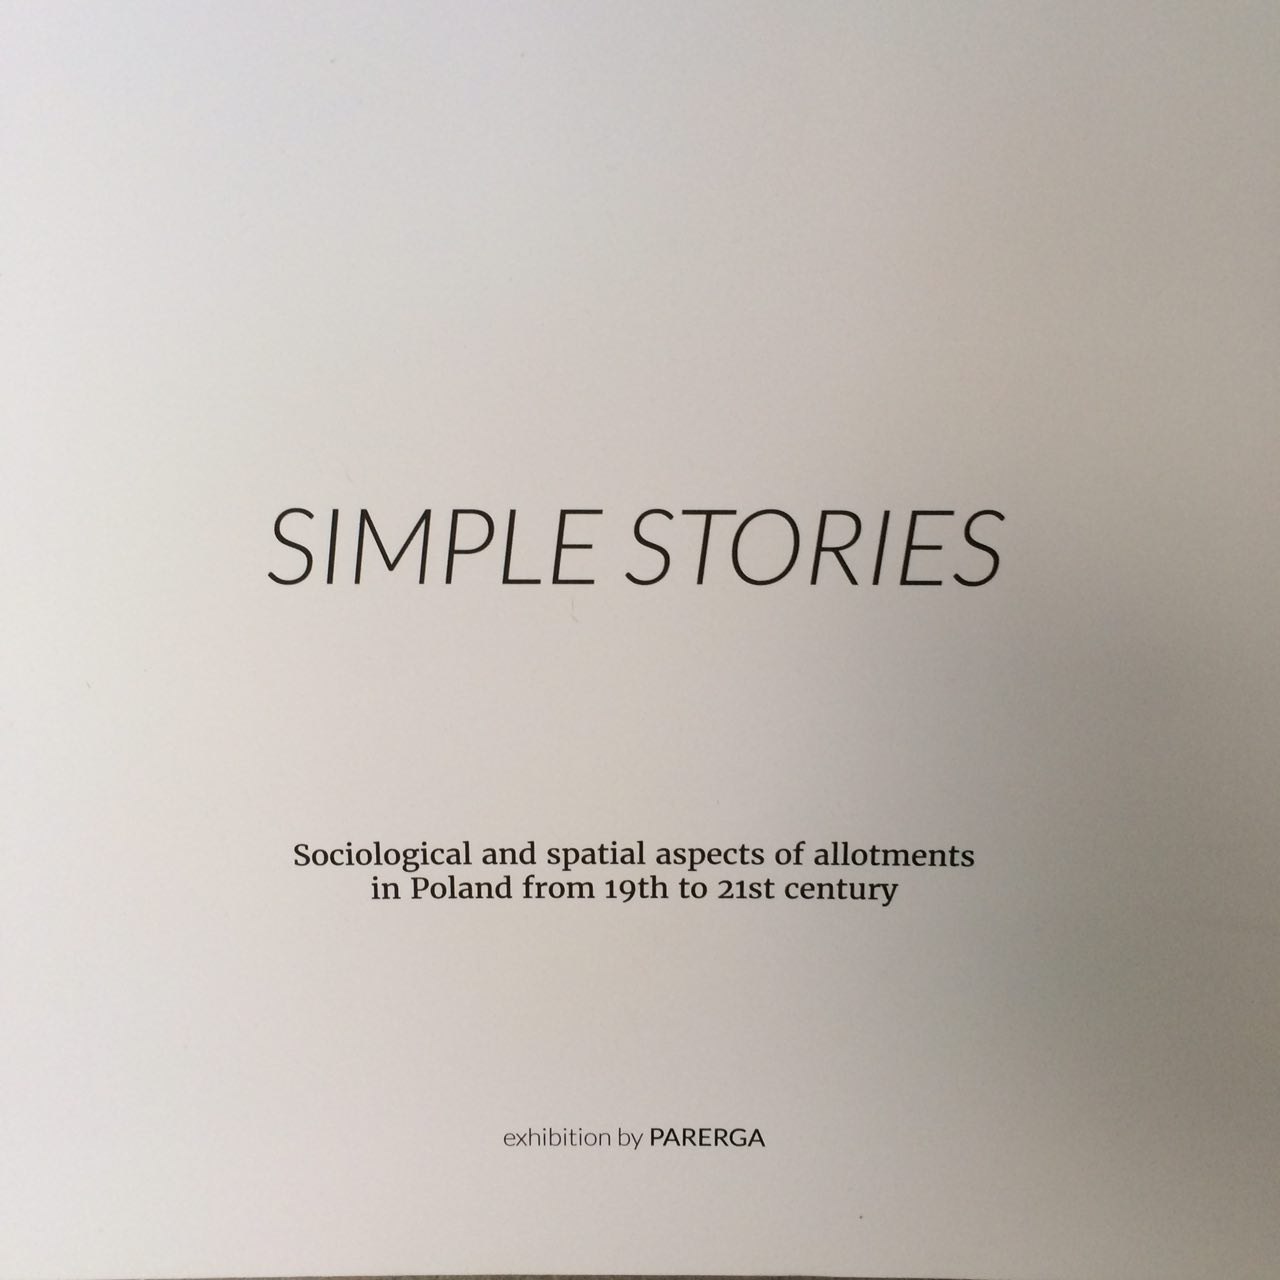 SIMPLE STORIES
Sociological and spatial aspects of allotments
in Poland from 19th to 21st century
exhibition by PARERGA